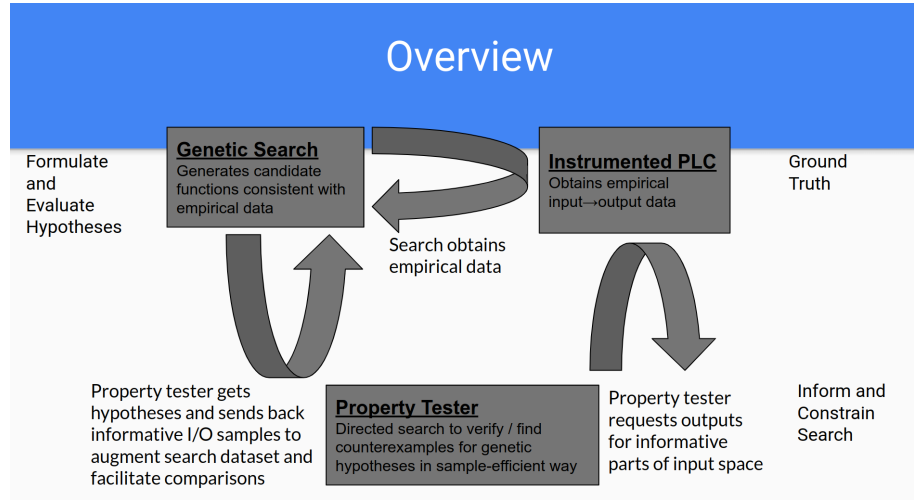 Overview
Formulate
and
Evaluate
Hypotheses
Genetic Search
Generates candidate
functions consistent with
empirical data
Instrumented PLC
Obtains empirical
input→output data
Ground
Truth
Search obtains
empirical data
Property tester gets
hypotheses and sends back
informative I/O samples to
augment search dataset and
facilitate comparisons
Property Tester
Directed search to verify / find
counterexamples for genetic
hypotheses in sample-efficient way
Property tester
requests outputs
for informative
parts of input space
Inform and
Constrain
Search